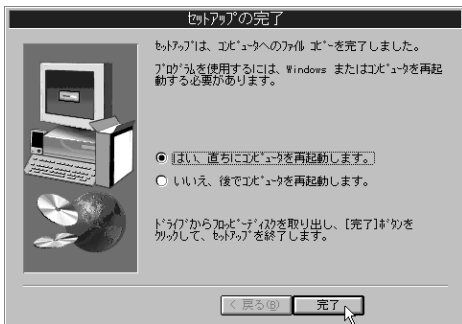 ｾｯﾄｱｯﾌﾟの完了
ｾｯﾄｱｯﾌﾟは、ｺﾝﾋﾟｭｰﾀへのﾌｧｲﾙ ｺﾋﾟｰを完了しました。
ﾌﾟﾛｸﾞﾗﾑを使用するには、Windows またはｺﾝﾋﾟｭｰﾀを再起
動する必要があります。
はい、直ちにｺﾝﾋﾟｭｰﾀを再起動します。
いいえ、後でｺﾝﾋﾟｭｰﾀを再起動します。
ﾄﾞﾗｲﾌﾞからﾌﾛｯﾋﾟｰﾃﾞｨｽｸを取り出し、[完了]ﾎﾞﾀﾝを
ｸﾘｯｸして、ｾｯﾄｱｯﾌﾟを終了します。
< 戻る(B)
完了